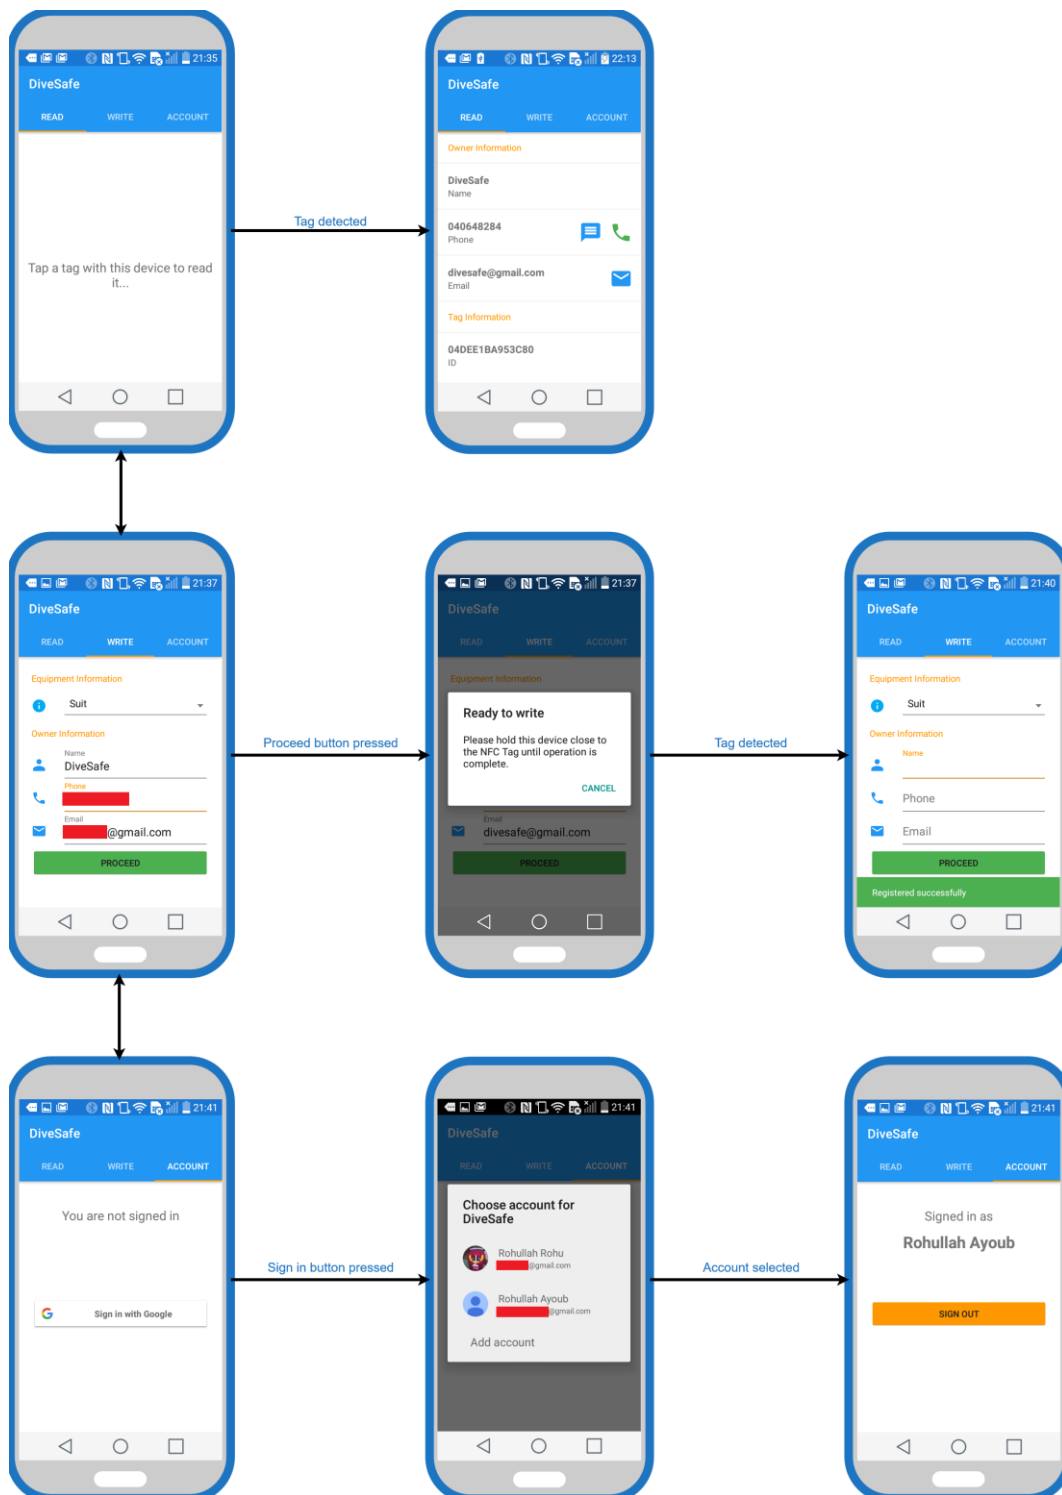 21:35
DiveSafe
READ WRITE ACCOUNT
Tap a tag with this device to read
it...
Tag detected
22:13
DiveSafe
READ WRITE ACCOUNT
Owner Information
DiveSafe
Name
040648284
Phone
divesafe@gmail.com
Email
Tag Information
04DEE1BA953C80
ID
21:37
DiveSafe
READ WRITE ACCOUNT
Equipment Information
Suit
Owner Information
Name
DiveSafe
Phone
Email
@gmail.com
PROCEED
Proceed button pressed
21:37
DiveSafe
READ WRITE ACCOUNT
Equipment Information
Ready to write
Please hold this device close to
the NFC Tag until operation is
complete.
CANCEL
Email
divesafe@gmail.com
PROCEED
Tag detected
21:40
DiveSafe
READ WRITE ACCOUNT
Equipment Information
Suit
Owner Information
Name
Phone
Email
PROCEED
Registered successfully
21:41
DiveSafe
READ WRITE ACCOUNT
You are not signed in
Sign in with Google
Sign in button pressed
21:41
DiveSafe
READ WRITE ACCOUNT
Choose account for
DiveSafe
Rohullah Rohu
@gmail.com
Rohullah Ayoub
@gmail.com
Add account
Account selected
21:41
DiveSafe
READ WRITE ACCOUNT
Signed in as
Rohullah Ayoub
SIGN OUT